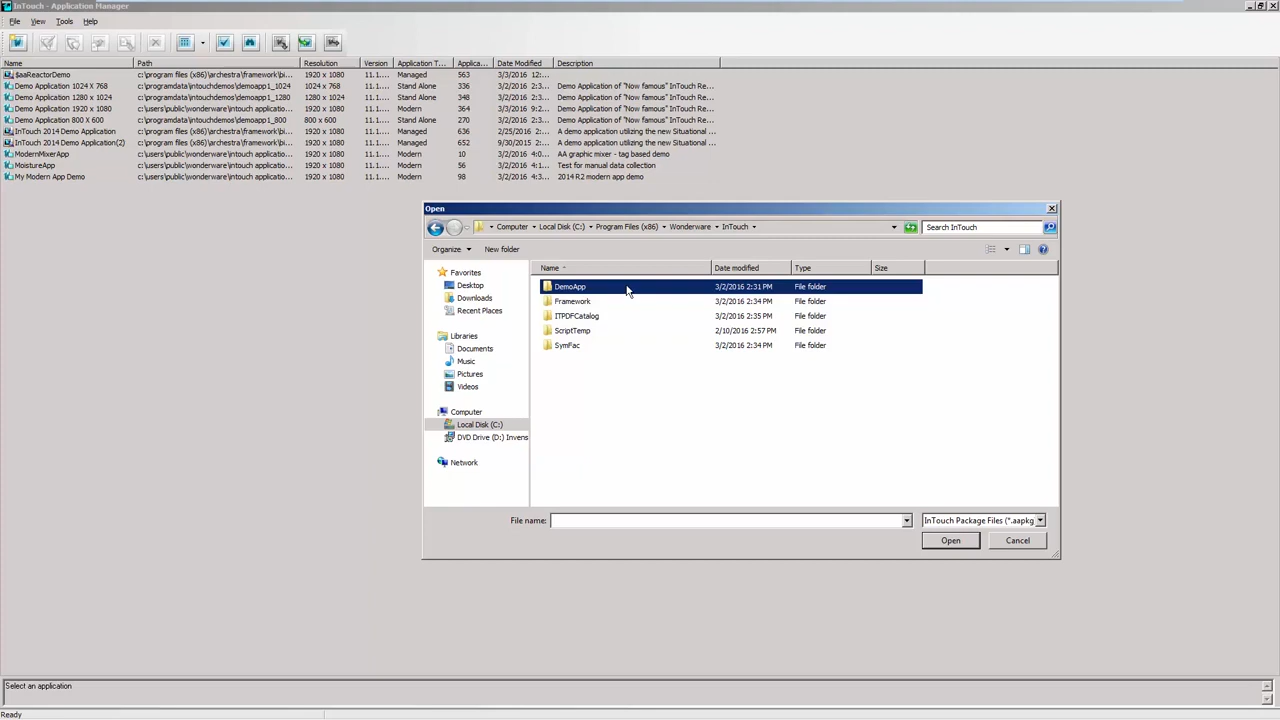 InTouch - Application Manager
File View Tools Help
Name Path Resolution Version Application T... Applica... Date Modified Description
$aaReactorDemo c:\program files (x86)\archestra\framework\bi... 1920 x 1080 11.1.... Managed 563 3/3/2016 12:...
Demo Application 1024 X 768 c:\programdata\intouchdemos\demoapp1_1024 1024 x 768 11.1.... Stand Alone 336 3/3/2016 2:... Demo Application of "Now famous" InTouch Re...
Demo Application 1280 x 1024 c:\programdata\intouchdemos\demoapp1_1280 1280 x 1024 11.1.... Stand Alone 348 3/3/2016 2:... Demo Application of "Now famous" InTouch Re...
Demo Application 1920 x 1080 c:\users\public\wonderware\intouch applicatio... 1920 x 1080 11.1.... Modern 364 3/3/2016 9:2... Demo Application of "Now famous" InTouch Re...
Demo Application 800 X 600 c:\programdata\intouchdemos\demoapp1_800 800 x 600 11.1.... Stand Alone 270 3/3/2016 2:... Demo Application of "Now famous" InTouch Re...
InTouch 2014 Demo Application c:\program files (x86)\archestra\framework\bi... 1920 x 1080 11.1.... Managed 636 2/25/2016 2:... A demo application utilizing the new Situational ...
InTouch 2014 Demo Application(2) c:\program files (x86)\archestra\framework\bi... 1920 x 1080 11.1.... Managed 652 9/30/2015 2:... A demo application utilizing the new Situational ...
ModernMixerApp c:\users\public\wonderware\intouch applicatio... 1920 x 1080 11.1.... Modern 10 3/2/2016 4:0... AA graphic mixer - tag based demo
MoistureApp c:\users\public\wonderware\intouch applicatio... 1920 x 1080 11.1.... Modern 56 3/2/2016 4:4... Test for manual data collection
My Modern App Demo c:\users\public\wonderware\intouch applicatio... 1920 x 1080 11.1.... Modern 98 3/2/2016 4:3... 2014 R2 modern app demo
Open
Computer Local Disk (C:) Program Files (x86) Wonderware InTouch Search InTouch
Organize New folder
Name Date modified Type Size
Favorites
Desktop
Downloads
Recent Places
Libraries
Documents
Music
Pictures
Videos
Computer
Local Disk (C:)
DVD Drive (D:) Invens
Network
DemoApp 3/2/2016 2:31 PM File folder
Framework 3/2/2016 2:34 PM File folder
ITPDFCatalog 3/2/2016 2:35 PM File folder
ScriptTemp 2/10/2016 2:57 PM File folder
SymFac 3/2/2016 2:34 PM File folder
File name: InTouch Package Files (*.aapkg
Open Cancel
Select an application
Ready